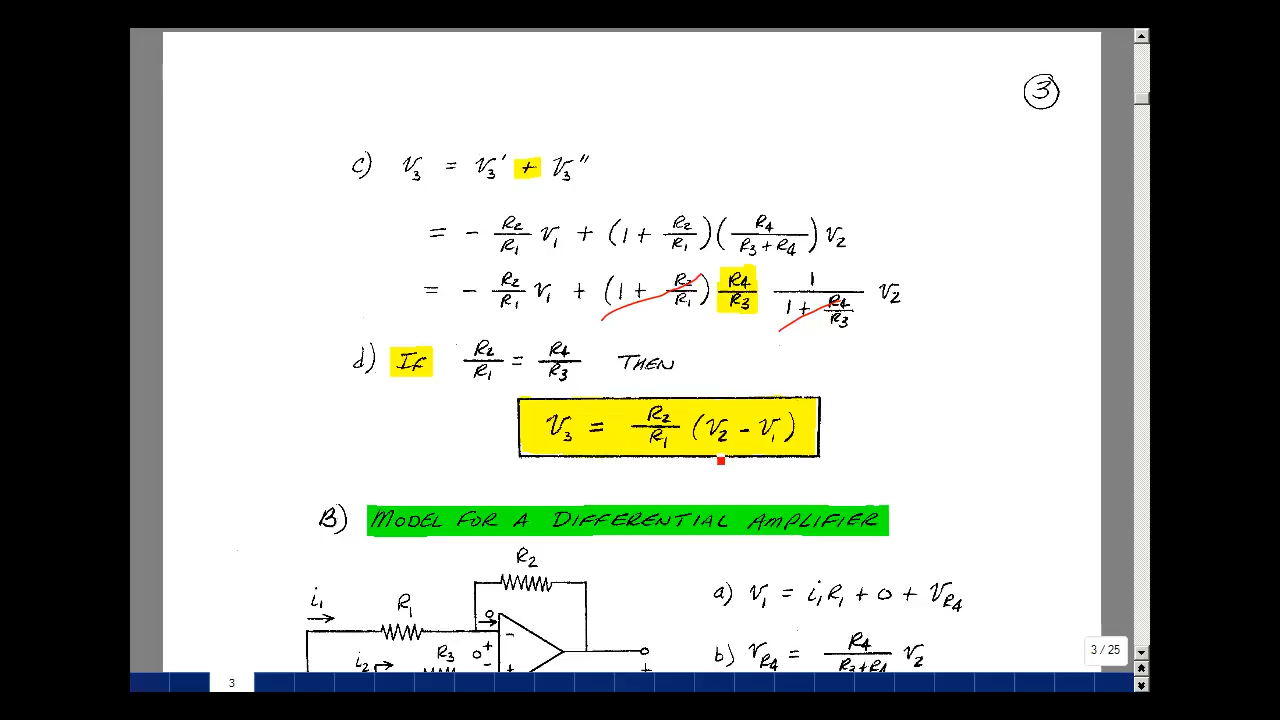 3
c) V3 = V3' + V3''
= - R2/R1 V1 + (1 + R2/R1)(R4/(R3+R4)) V2
= - R2/R1 V1 + (1 + R2/R1) R4/R3 1/(1 + R4/R3) V2
d) IF R2/R1 = R4/R3 THEN
V3 = R2/R1 (V2 - V1)
B) MODEL FOR A DIFFERENTIAL AMPLIFIER
R2
a) V1 = i1R1 + 0 + VR4
i1
R1
0
-
R3
0 + -
i2
+
+
b) VR4 = R4/(R3+R4) V2
3 / 25
3